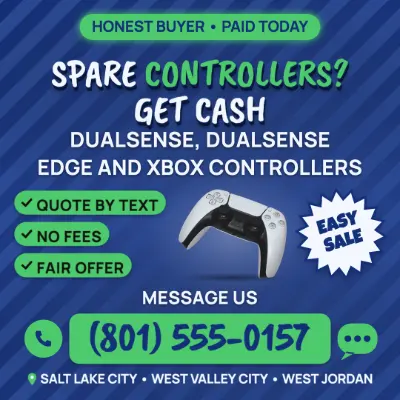 HONEST BUYER • PAID TODAY
SPARE CONTROLLERS?
GET CASH
DUALSENSE, DUALSENSE
EDGE AND XBOX CONTROLLERS
QUOTE BY TEXT
NO FEES
FAIR OFFER
EASY
SALE
MESSAGE US
(801) 555-0157
SALT LAKE CITY • WEST VALLEY CITY • WEST JORDAN